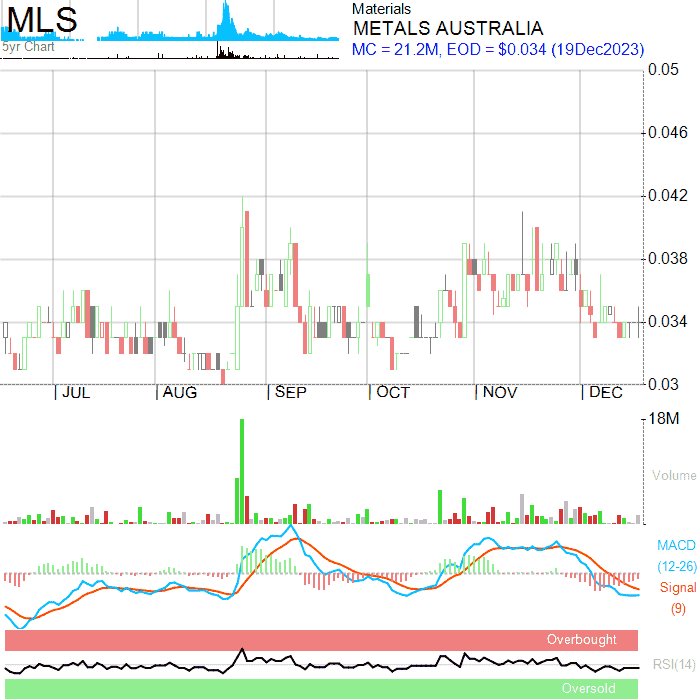 MLS
5yr Chart
Materials
METALS AUSTRALIA
MC = 21.2M, EOD = $0.034 (19Dec2023)
0.05
0.046
0.042
0.038
0.034
0.03
JUL AUG SEP OCT NOV DEC
18M
Volume
MACD
(12-26)
Signal
(9)
Overbought
RSI(14)
Oversold